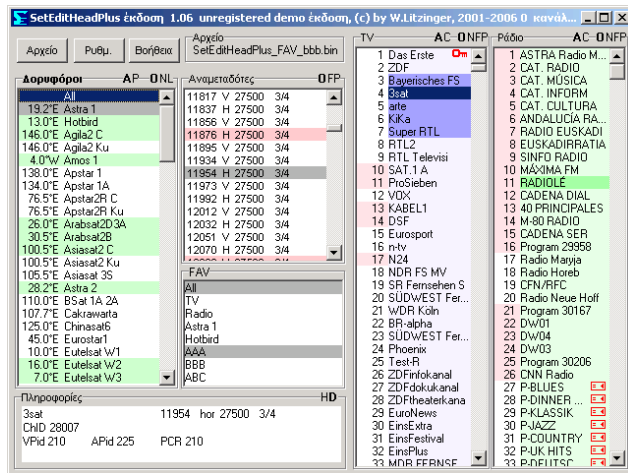 SetEditHeadPlus έκδοση 1.06 unregistered demo έκδοση, (c) by W.Litzinger, 2001-2006 0 κανάλ...
Αρχείο Ρυθμ. Βοήθεια
Αρχείο
SetEditHeadPlus_FAV_bbb.bin
Δορυφόροι AP-ONL
All
19.2°E Astra 1
13.0°E Hotbird
146.0°E Agila2 C
146.0°E Agila2 Ku
4.0°W Amos 1
138.0°E Apstar 1
134.0°E Apstar 1A
76.5°E Apstar2R C
76.5°E Apstar2R Ku
26.0°E Arabsat2D3A
30.5°E Arabsat2B
100.5°E Asiasat2 C
100.5°E Asiasat2 Ku
105.5°E Asiasat 3S
28.2°E Astra 2
110.0°E BSat 1A 2A
107.7°E Cakrawarta
125.0°E Chinasat6
45.0°E Eurostar1
10.0°E Eutelsat W1
16.0°E Eutelsat W2
7.0°E Eutelsat W3
Αναμεταδότες OFP
11817 V 27500 3/4
11837 H 27500 3/4
11856 V 27500 3/4
11876 H 27500 3/4
11895 V 27500 3/4
11934 V 27500 3/4
11954 H 27500 3/4
11973 V 27500 3/4
11992 H 27500 3/4
12012 V 27500 3/4
12032 H 27500 3/4
12051 V 27500 3/4
12070 H 27500 3/4
FAV
All
TV
Radio
Astra 1
Hotbird
AAA
BBB
ABC
Πληροφορίες HD-
3sat 11954 hor 27500 3/4
ChID 28007
VPid 210 APid 225 PCR 210
TV AC-ONFP
1 Das Erste
2 ZDF
3 Bayerisches FS
4 3sat
5 arte
6 KiKa
7 Super RTL
8 RTL2
9 RTL Televisi
10 SAT.1 A
11 ProSieben
12 VOX
13 KABEL1
14 DSF
15 Eurosport
16 n-tv
17 N24
18 NDR FS MV
19 SR Fernsehen S
20 SÜDWEST Fer...
21 WDR Köln
22 BR-alpha
23 SÜDWEST Fer...
24 Phoenix
25 Test-R
26 ZDFinfokanal
27 ZDFdokukanal
28 ZDFtheaterkana
29 EuroNews
30 EinsExtra
31 EinsFestival
32 EinsPlus
33 MDR FERNSE
Ράδιο AC-ONFP
1 ASTRA Radio M...
2 CAT. RADIO
3 CAT. MÚSICA
4 CAT. INFORM
5 CAT. CULTURA
6 ANDALUCÍA RA...
7 RADIO EUSKADI
8 EUSKADIRRATIA
9 SINFO RADIO
10 MÁXIMA FM
11 RADIOLÉ
12 CADENA DIAL
13 40 PRINCIPALES
14 M-80 RADIO
15 CADENA SER
16 Program 29958
17 Radio Maryja
18 Radio Horeb
19 CFN/RFC
20 Radio Neue Hoff
21 Program 30167
22 DW01
23 DW04
24 DW03
25 Program 30206
26 CNN Radio
27 P-BLUES
28 P-DINNER ...
29 P-KLASSIK
30 P-JAZZ
31 P-COUNTRY
32 P-UK HITS
33 P-DEUTSC